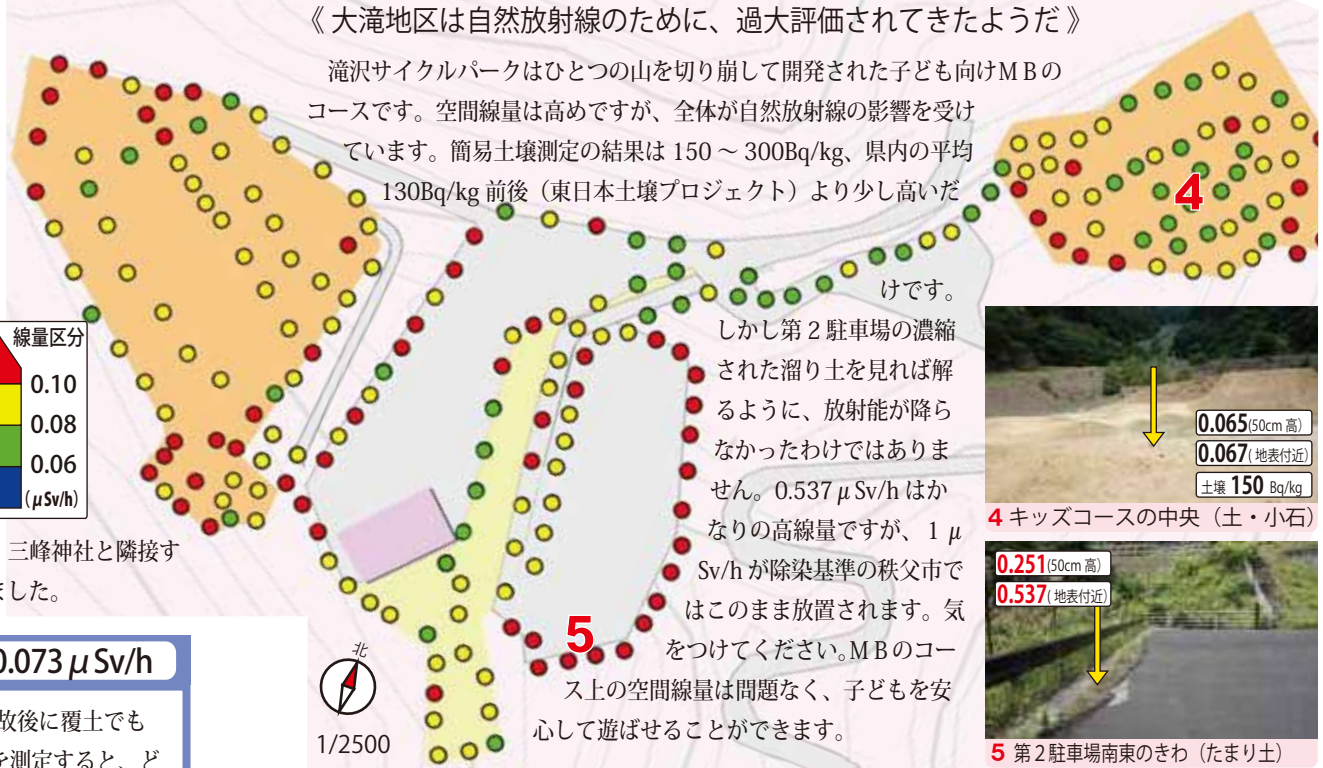 《 大滝地区は自然放射線のために、過大評価されてきたようだ 》
滝沢サイクルパークはひとつの山を切り崩して開発された子ども向けＭＢの
コースです。空間線量は高めですが、全体が自然放射線の影響を受け
ています。簡易土壌測定の結果は 150 ～ 300Bq/kg、県内の平均
130Bq/kg 前後（東日本土壌プロジェクト）より少し高いだ
けです。
しかし第２駐車場の濃縮
された溜り土を見れば解
るように、放射能が降ら
なかったわけではありま
せん。0.537 μ Sv/h はか
なりの高線量ですが、１ μ
Sv/h が除染基準の秩父市で
はこのまま放置されます。気
をつけてください。ＭＢのコー
ス上の空間線量は問題なく、子どもを安
心して遊ばせることができます。
線量区分
0.10
0.08
0.06
(μSv/h)
三峰神社と隣接す
ました。
0.073 μ Sv/h
故後に覆土でも
を測定すると、ど
北
1/2500
4
5
0.065(50cm 高)
0.067( 地表付近)
土壌 150 Bq/kg
4 キッズコースの中央（土・小石）
0.251(50cm 高)
0.537( 地表付近)
5 第２駐車場南東のきわ（たまり土）